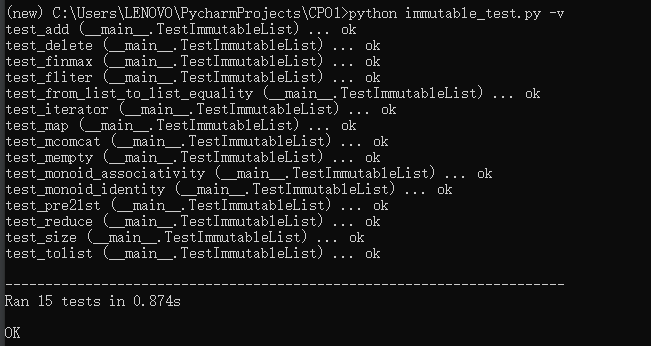 (new) C:\Users\LENOVO\PycharmProjects\CPO1>python immutable_test.py -v
test_add (__main__.TestImmutableList) ... ok
test_delete (__main__.TestImmutableList) ... ok
test_finmax (__main__.TestImmutableList) ... ok
test_fliter (__main__.TestImmutableList) ... ok
test_from_list_to_list_equality (__main__.TestImmutableList) ... ok
test_iterator (__main__.TestImmutableList) ... ok
test_map (__main__.TestImmutableList) ... ok
test_mcomcat (__main__.TestImmutableList) ... ok
test_mempty (__main__.TestImmutableList) ... ok
test_monoid_associativity (__main__.TestImmutableList) ... ok
test_monoid_identity (__main__.TestImmutableList) ... ok
test_pre2lst (__main__.TestImmutableList) ... ok
test_reduce (__main__.TestImmutableList) ... ok
test_size (__main__.TestImmutableList) ... ok
test_tolist (__main__.TestImmutableList) ... ok
----------------------------------------------------------------------
Ran 15 tests in 0.874s
OK